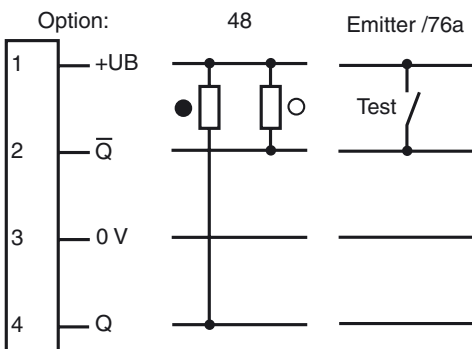 Option: 48 Emitter /76a
1 +UB
Test
2 Q̅
3 0 V
4 Q